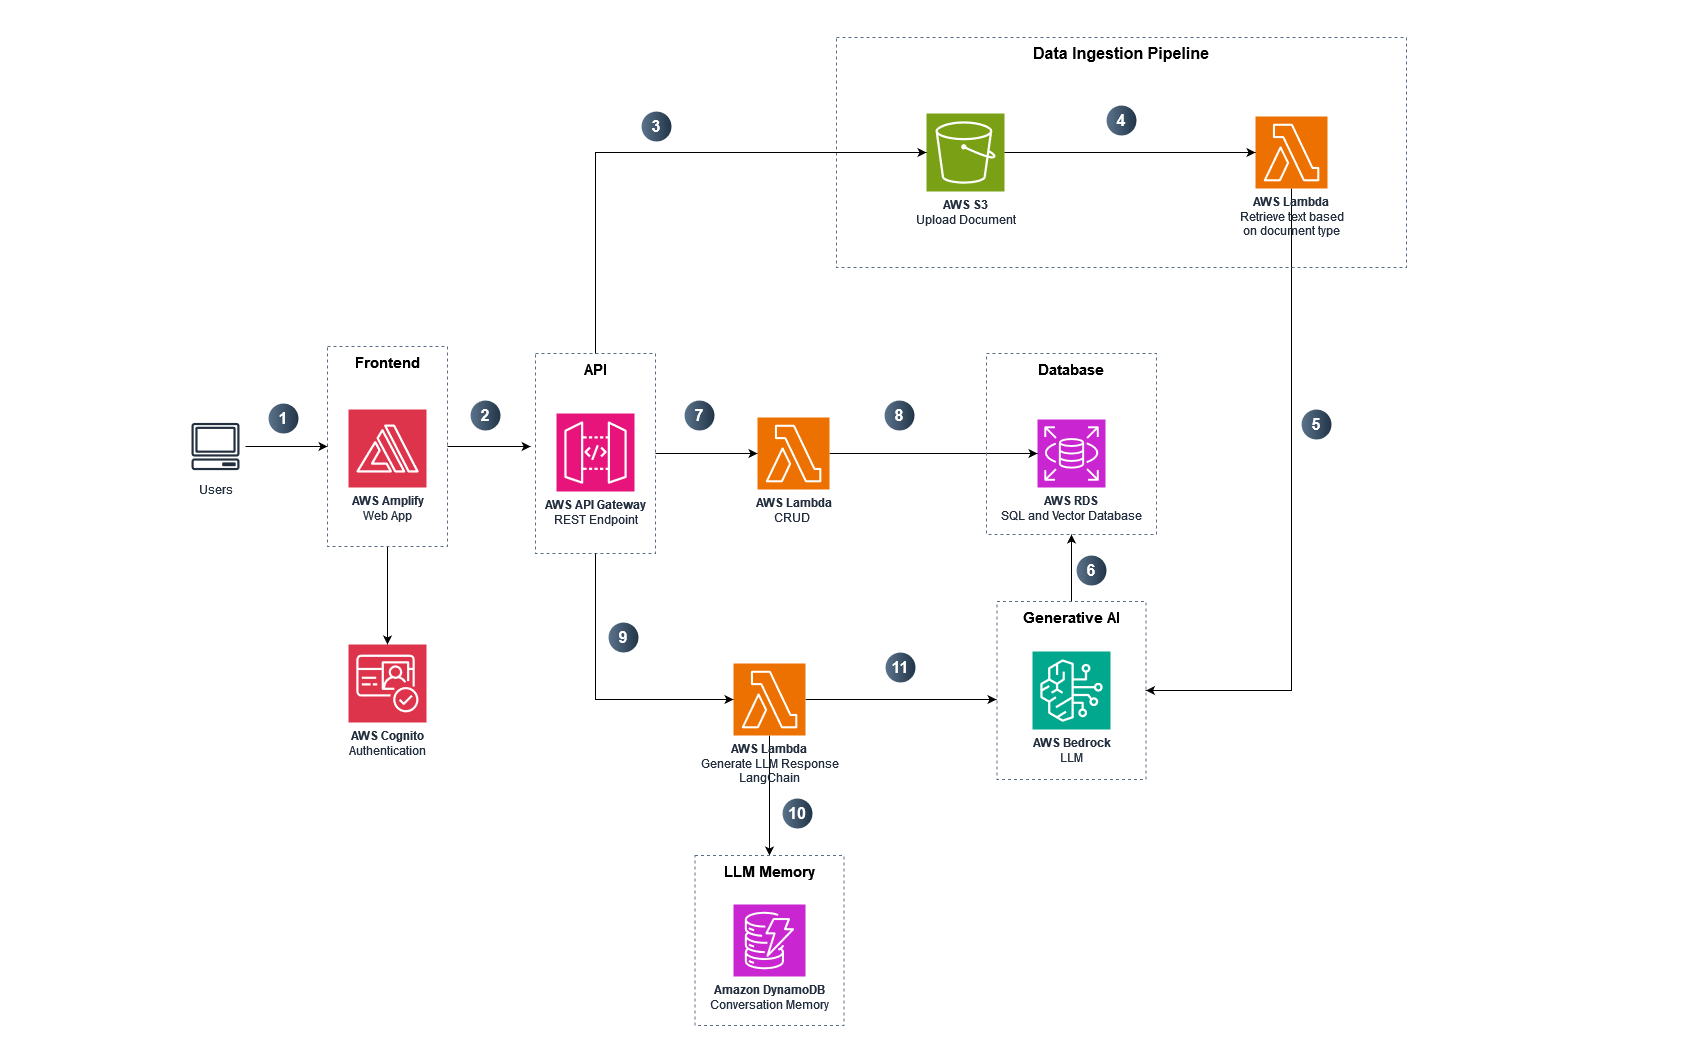 Data Ingestion Pipeline
3
4
AWS S3
Upload Document
AWS Lambda
Retrieve text based
on document type
Frontend
API
Database
1
2
7
8
5
Users
AWS Amplify
Web App
AWS API Gateway
REST Endpoint
AWS Lambda
CRUD
AWS RDS
SQL and Vector Database
6
Generative AI
9
11
AWS Cognito
Authentication
AWS Lambda
Generate LLM Response
LangChain
AWS Bedrock
LLM
10
LLM Memory
Amazon DynamoDB
Conversation Memory